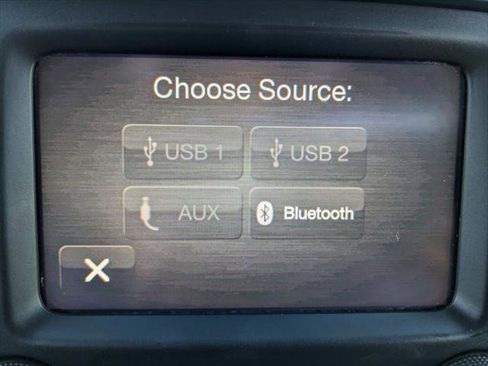 Choose Source:
USB 1
USB 2
AUX
Bluetooth